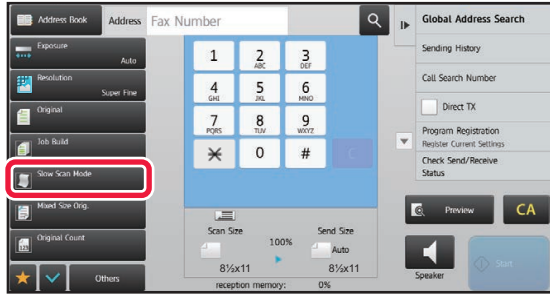 Address Book
Address
Fax Number
Exposure
Auto
Resolution
Super Fine
Original
Job Build
Slow Scan Mode
Mixed Size Orig.
Original Count
123
Others
1
2
ABC
3
DEF
4
GHI
5
JKL
6
MNO
7
PQRS
8
TUV
9
WXYZ
0
#
C
Scan Size
100%
Send Size
Auto
8½x11
8½x11
reception memory: 0%
Global Address Search
Sending History
Call Search Number
Direct TX
Program Registration
Register Current Settings
Check Send/Receive
Status
Preview
CA
Speaker
Start